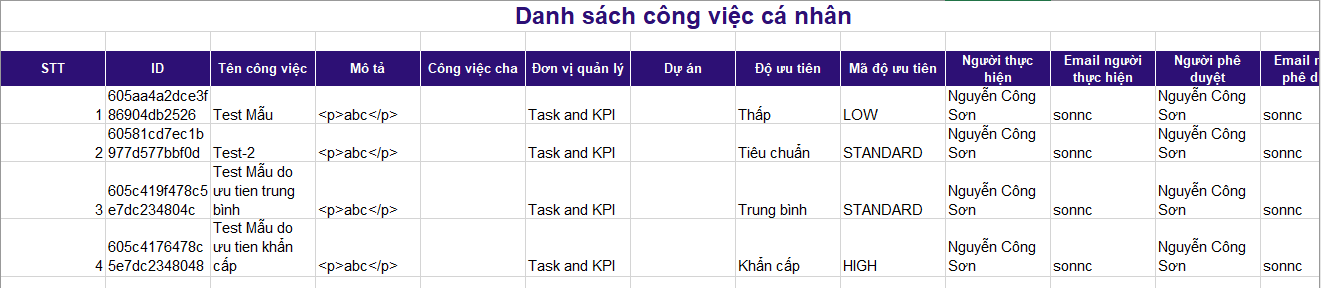 Danh sách công việc cá nhân
STT ID Tên công việc Mô tả Công việc cha Đơn vị quản lý Dự án Độ ưu tiên Mã độ ưu tiên Người thực hiện Email người thực hiện Người phê duyệt Email phê d
1 605aa4a2dce3f86904db2526 Test Mẫu <p>abc</p> Task and KPI Thấp LOW Nguyễn Công Sơn sonnc Nguyễn Công Sơn sonnc
2 60581cd7ec1b977d577bbf0d Test-2 <p>abc</p> Task and KPI Tiêu chuẩn STANDARD Nguyễn Công Sơn sonnc Nguyễn Công Sơn sonnc
3 605c419f478c5e7dc234804c Test Mẫu do ưu tien trung bình <p>abc</p> Task and KPI Trung bình STANDARD Nguyễn Công Sơn sonnc Nguyễn Công Sơn sonnc
4 605c4176478c5e7dc2348048 Test Mẫu do ưu tien khẩn cấp <p>abc</p> Task and KPI Khẩn cấp HIGH Nguyễn Công Sơn sonnc Nguyễn Công Sơn sonnc